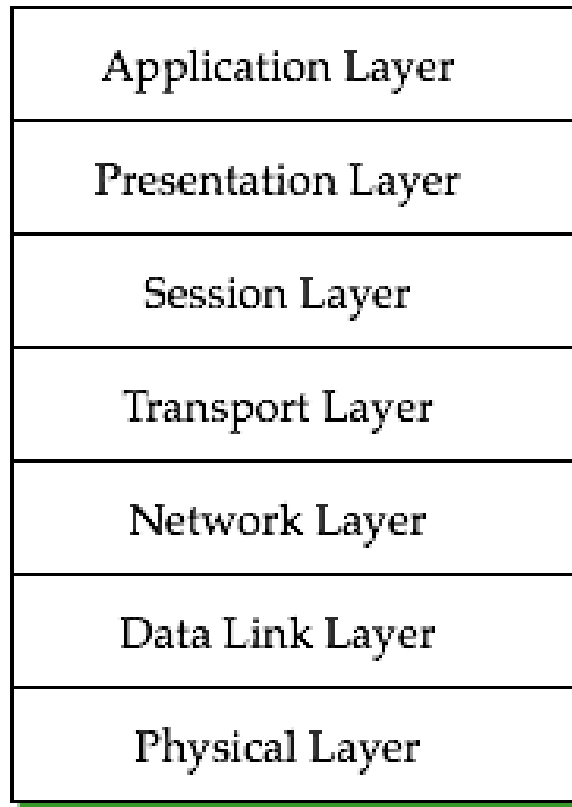 Application Layer
Presentation Layer
Session Layer
Transport Layer
Network Layer
Data Link Layer
Physical Layer